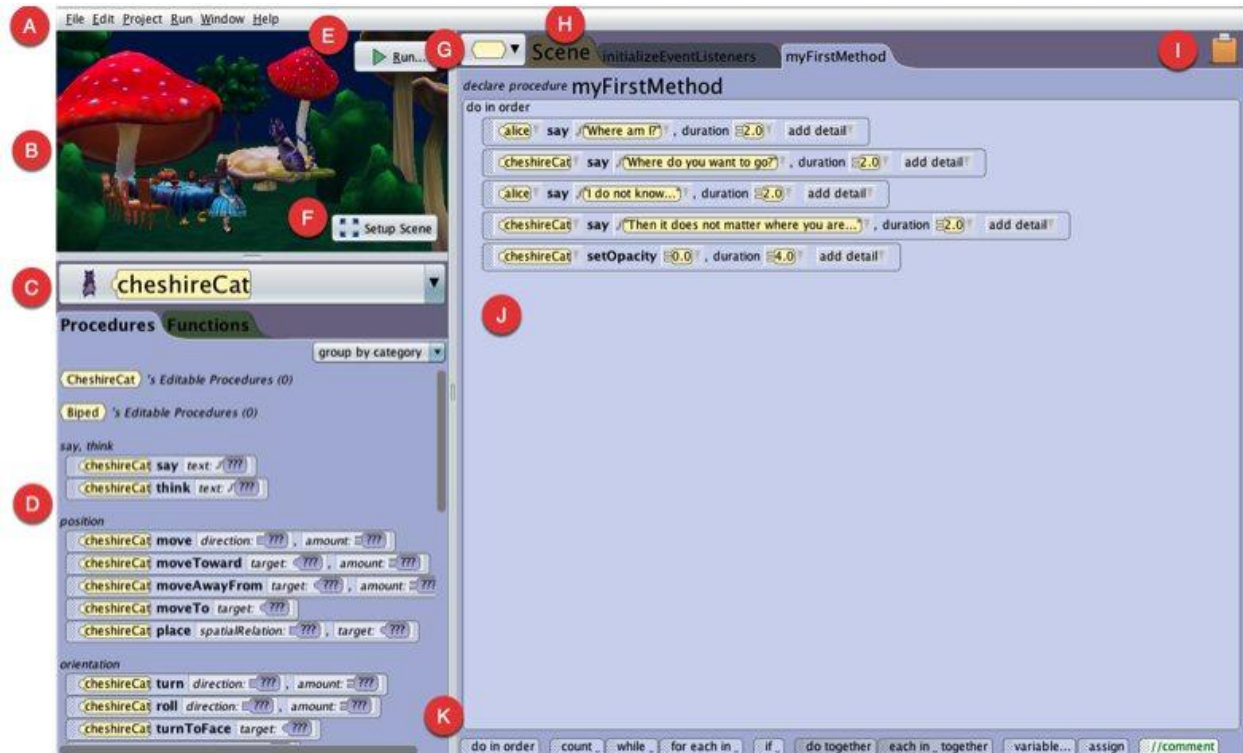 A
File Edit Project Run Window Help
B
E
Run...
F
Setup Scene
C
cheshireCat
Procedures Functions
group by category
CheshireCat 's Editable Procedures (0)
Biped 's Editable Procedures (0)
say, think
cheshireCat say text: ???
cheshireCat think text: ???
D
position
cheshireCat move direction: ??? , amount: ???
cheshireCat moveToward target: ??? , amount: ???
cheshireCat moveAwayFrom target: ??? , amount: ???
cheshireCat moveTo target: ???
cheshireCat place spatialRelation: ??? , target: ???
orientation
cheshireCat turn direction: ??? , amount: ???
cheshireCat roll direction: ??? , amount: ???
cheshireCat turnToFace target: ???
G
H
Scene initializeEventListeners myFirstMethod
I
declare procedure myFirstMethod
do in order
alice say "Where am I?" , duration 2.0 add detail
cheshireCat say "Where do you want to go?" , duration 2.0 add detail
alice say "I do not know..." , duration 2.0 add detail
cheshireCat say "Then it does not matter where you are..." , duration 2.0 add detail
cheshireCat setOpacity 0.0 , duration 4.0 add detail
J
K
do in order count _ while _ for each in _ if _ do together each in _ together variable... assign //comment